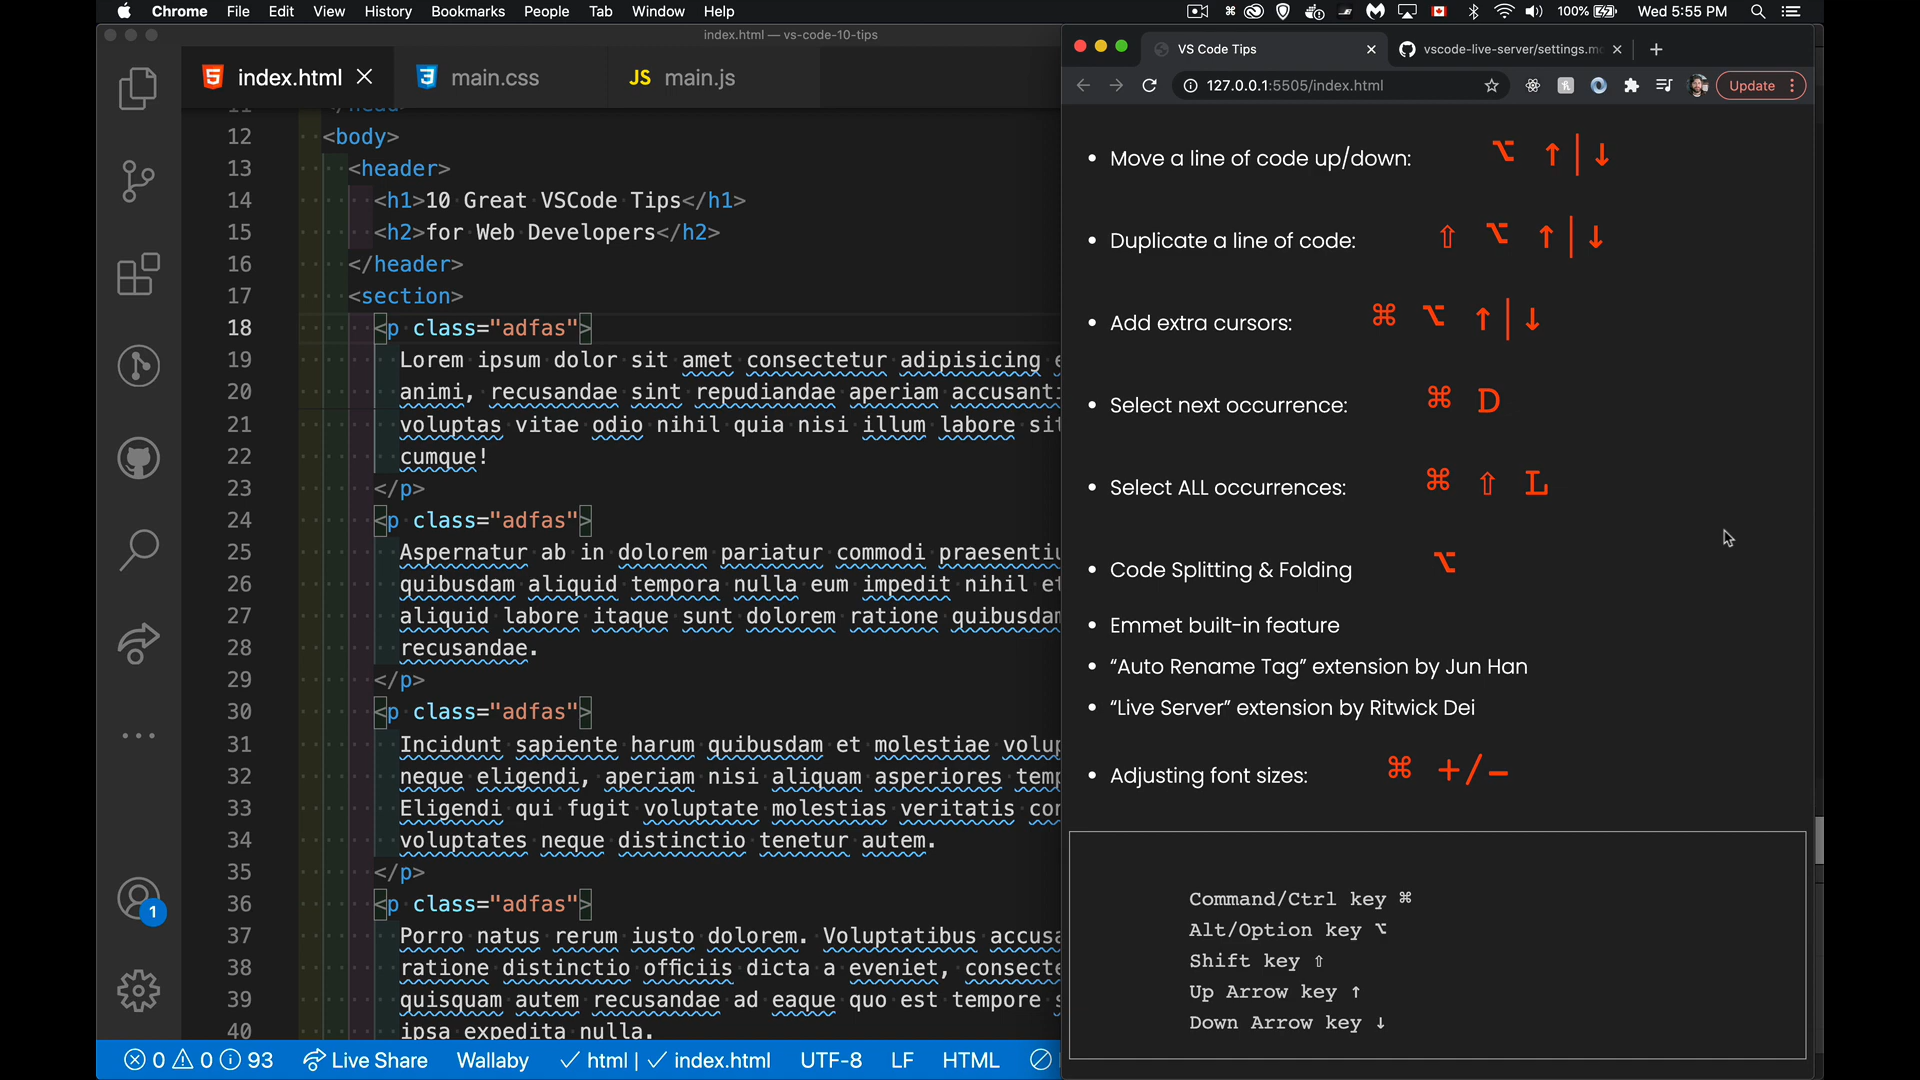 Chrome File Edit View History Bookmarks People Tab Window Help 100% Wed 5:55 PM
index.html — vs-code-10-tips
index.html main.css JS main.js
12 <body>
13 <header>
14 <h1>10 Great VSCode Tips</h1>
15 <h2>for Web Developers</h2>
16 </header>
17 <section>
18 <p class="adfas">
19 Lorem ipsum dolor sit amet consectetur adipisicing
20 animi, recusandae sint repudiandae aperiam accusanti
21 voluptas vitae odio nihil quia nisi illum labore sit
22 cumque!
23 </p>
24 <p class="adfas">
25 Aspernatur ab in dolorem pariatur commodi praesentiu
26 quibusdam aliquid tempora nulla eum impedit nihil et
27 aliquid labore itaque sunt dolorem ratione quibusdam
28 recusandae.
29 </p>
30 <p class="adfas">
31 Incidunt sapiente harum quibusdam et molestiae volup
32 neque eligendi, aperiam nisi aliquam asperiores temp
33 Eligendi qui fugit voluptate molestias veritatis cor
34 voluptates neque distinctio tenetur autem.
35 </p>
36 <p class="adfas">
37 Porro natus rerum iusto dolorem. Voluptatibus accusa
38 ratione distinctio officiis dicta a eveniet, consecte
39 quisquam autem recusandae ad eaque quo est tempore s
40 ipsa expedita nulla.
1
0 0 93 Live Share Wallaby ✓ html | ✓ index.html UTF-8 LF HTML
VS Code Tips vscode-live-server/settings.m
127.0.0.1:5505/index.html Update
• Move a line of code up/down: ⌥ ↑|↓
• Duplicate a line of code: ⇧ ⌥ ↑|↓
• Add extra cursors: ⌘ ⌥ ↑|↓
• Select next occurrence: ⌘ D
• Select ALL occurrences: ⌘ ⇧ L
• Code Splitting & Folding ⌥
• Emmet built-in feature
• “Auto Rename Tag” extension by Jun Han
• “Live Server” extension by Ritwick Dei
• Adjusting font sizes: ⌘ +/−
Command/Ctrl key ⌘
Alt/Option key ⌥
Shift key ⇧
Up Arrow key ↑
Down Arrow key ↓